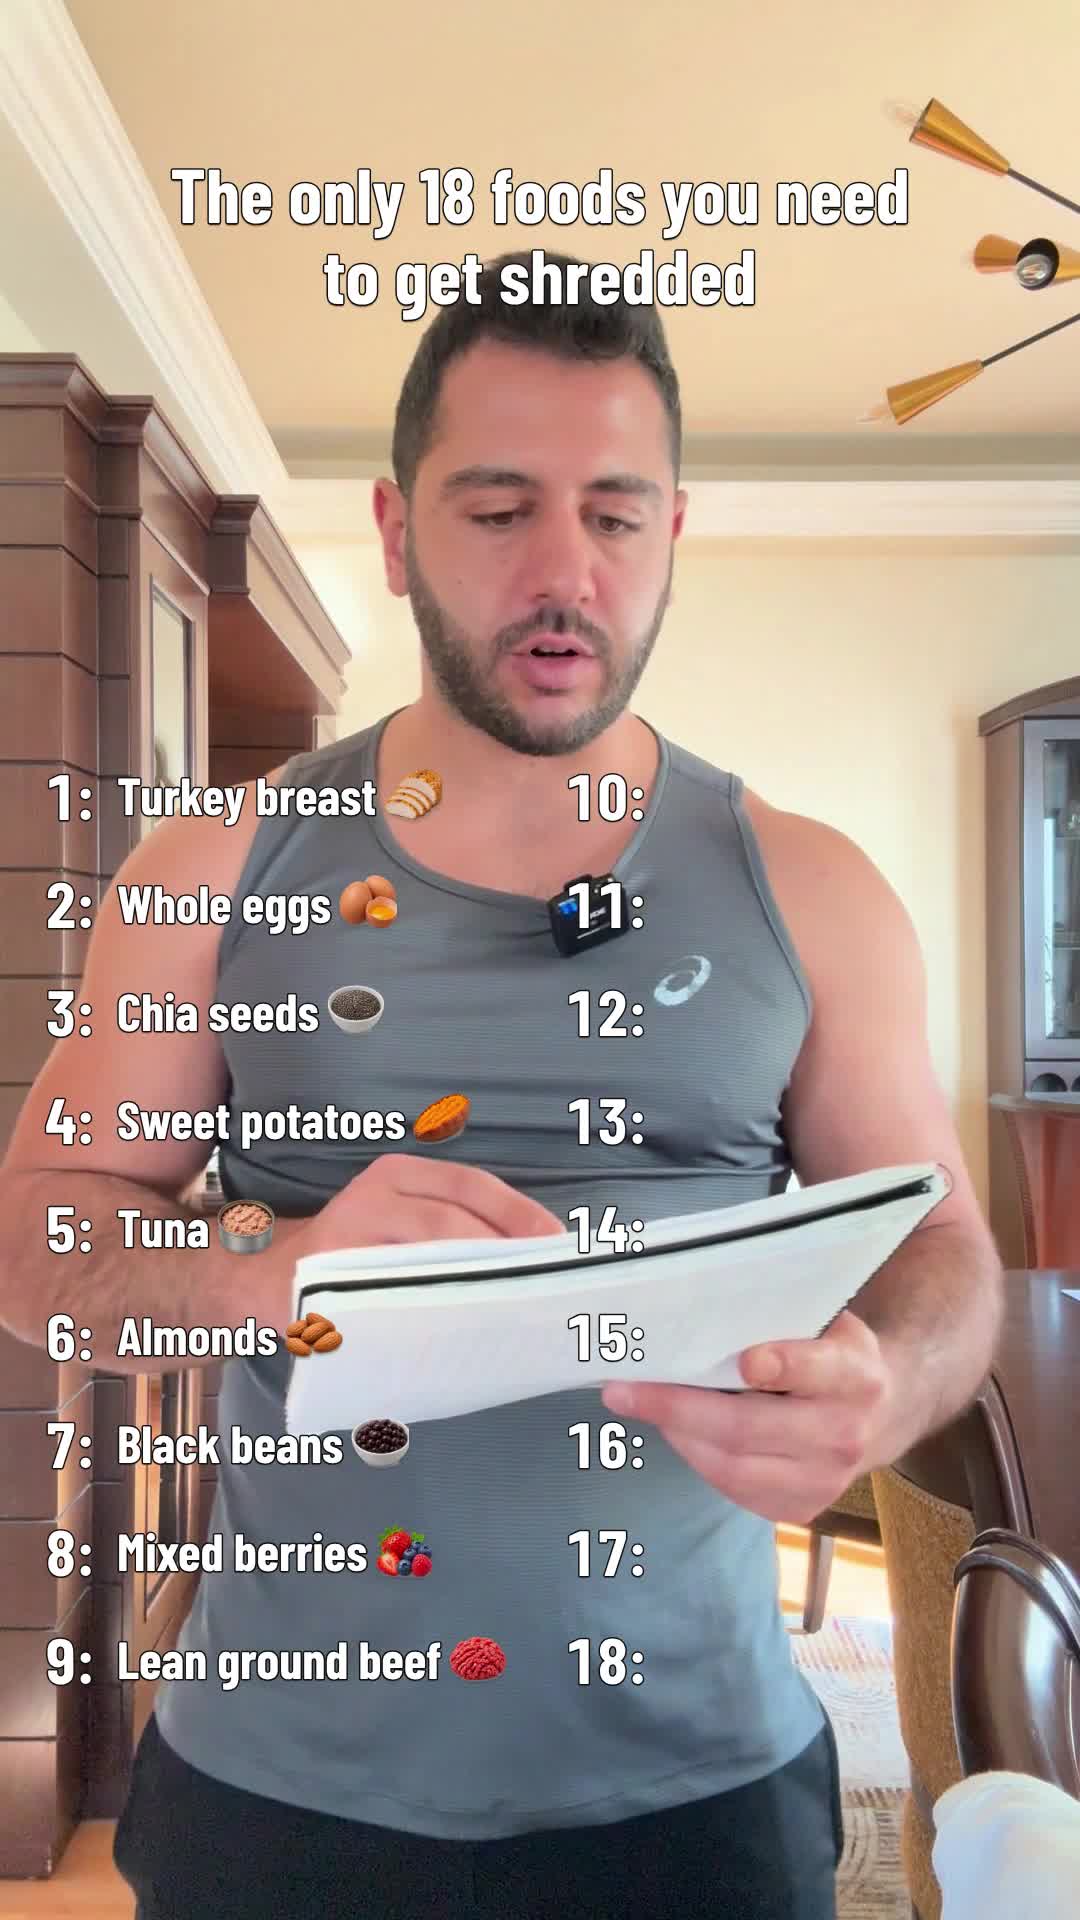 The only 18 foods you need
to get shredded
1: Turkey breast
2: Whole eggs
3: Chia seeds
4: Sweet potatoes
5: Tuna
6: Almonds
7: Black beans
8: Mixed berries
9: Lean ground beef
10:
11:
12:
13:
14:
15:
16:
17:
18: